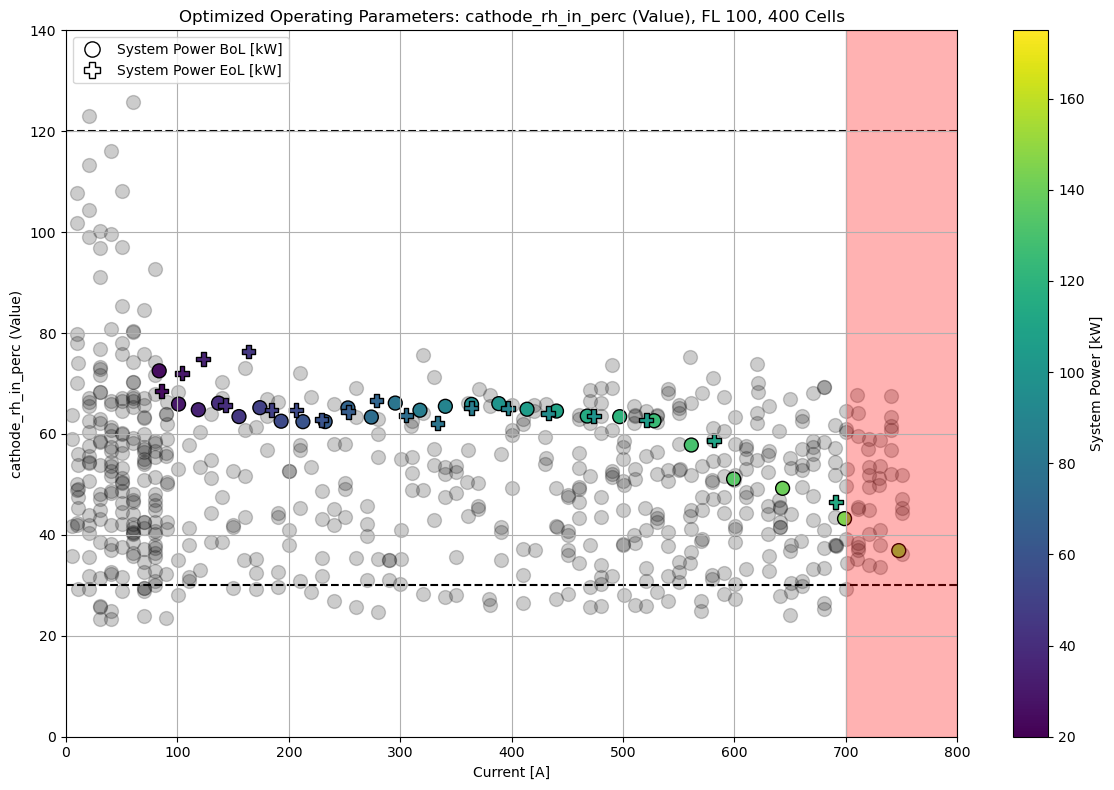 Optimized Operating Parameters: cathode_rh_in_perc (Value), FL 100, 400 Cells
System Power BoL [kW]
System Power EoL [kW]
cathode_rh_in_perc (Value)
140
120
100
80
60
40
20
0
0 100 200 300 400 500 600 700 800
Current [A]
160
140
120
100
80
60
40
20
System Power [kW]